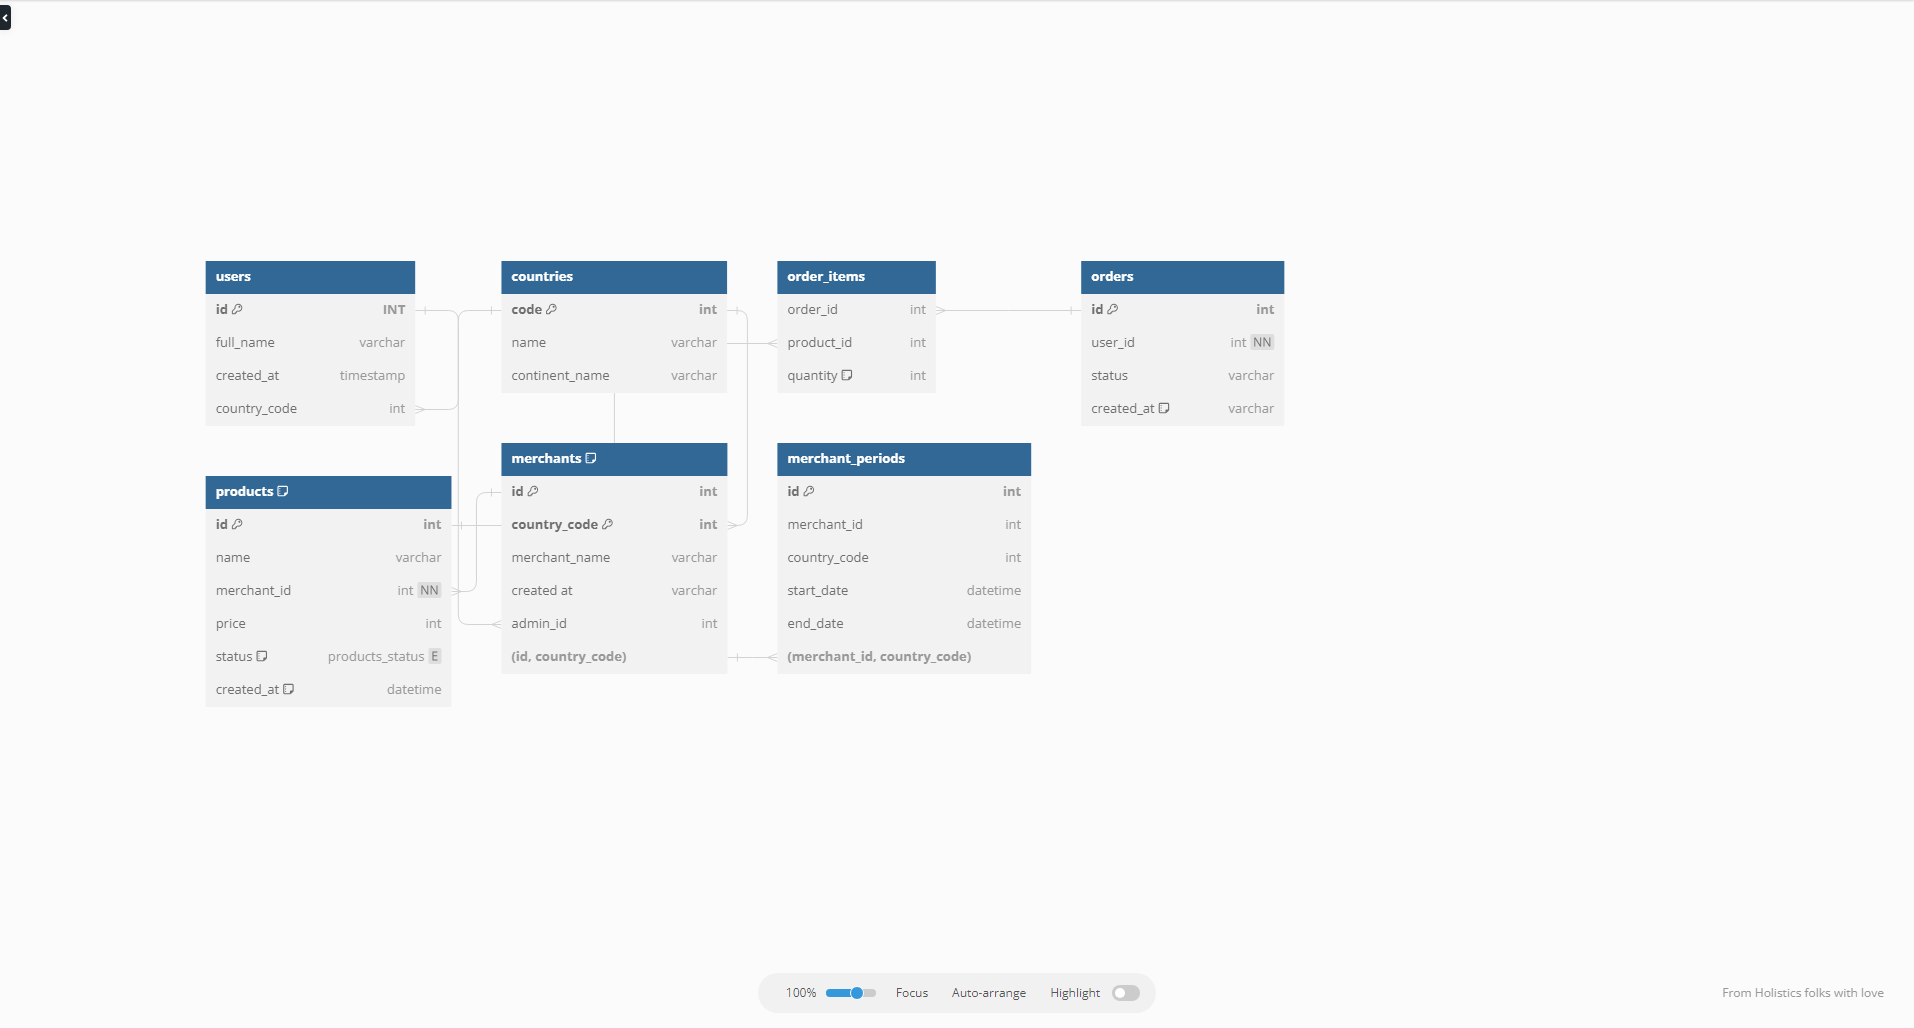 users
id INT
full_name varchar
created_at timestamp
country_code int
countries
code int
name varchar
continent_name varchar
order_items
order_id int
product_id int
quantity int
orders
id int
user_id int NN
status varchar
created_at varchar
products
id int
name varchar
merchant_id int NN
price int
status products_status E
created_at datetime
merchants
id int
country_code int
merchant_name varchar
created at varchar
admin_id int
(id, country_code)
merchant_periods
id int
merchant_id int
country_code int
start_date datetime
end_date datetime
(merchant_id, country_code)
100% Focus Auto-arrange Highlight
From Holistics folks with love